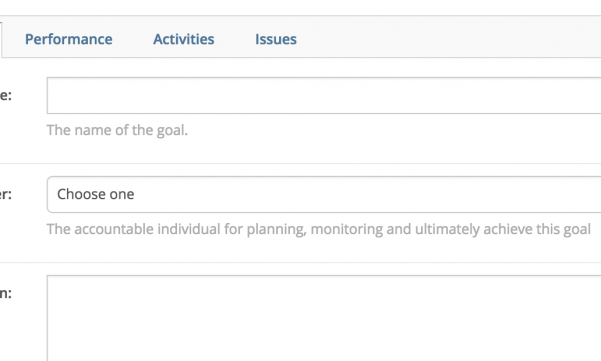 Performance Activities Issues
e:
The name of the goal.
er:
Choose one
The accountable individual for planning, monitoring and ultimately achieve this goal
n: